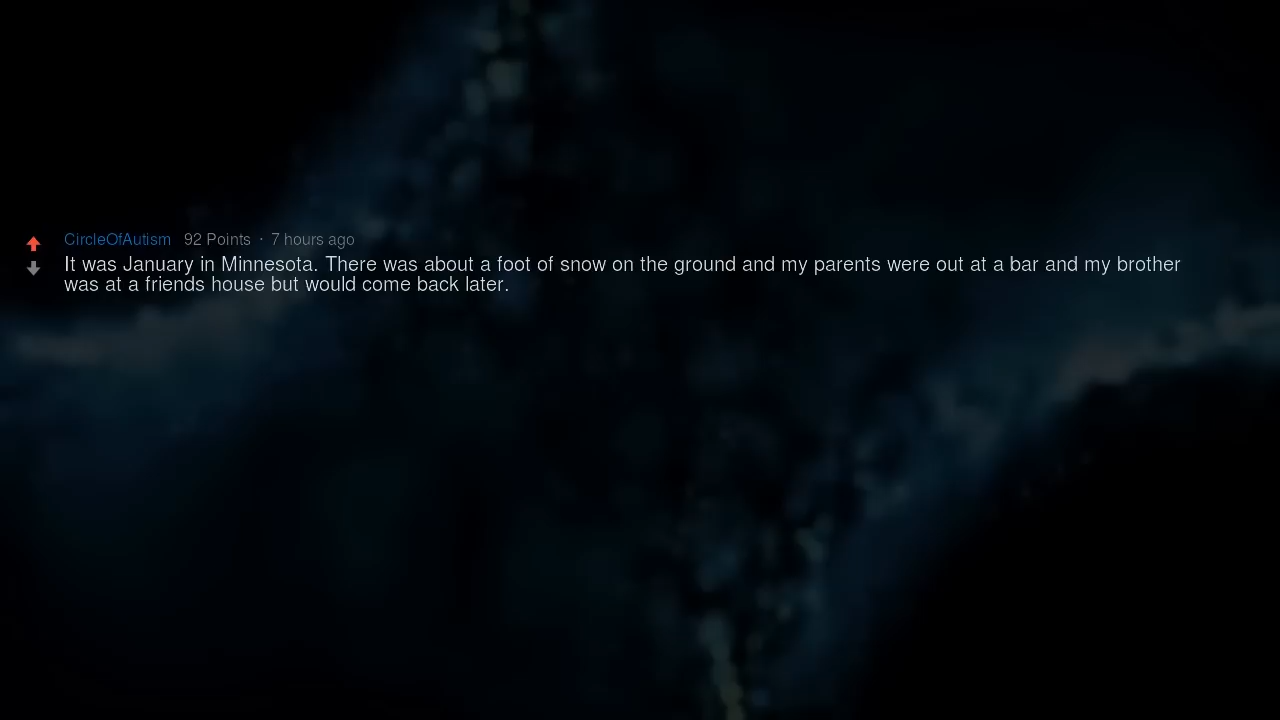 CircleOfAutism 92 Points · 7 hours ago
It was January in Minnesota. There was about a foot of snow on the ground and my parents were out at a bar and my brother
was at a friends house but would come back later.